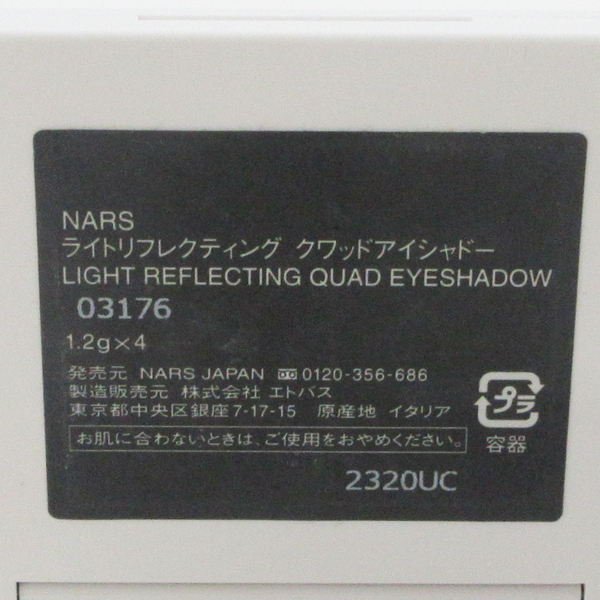 NARS
ライトリフレクティング クワッドアイシャドー
LIGHT REFLECTING QUAD EYESHADOW
03176
1.2g×4
発売元 NARS JAPAN 0120-356-686
製造販売元 株式会社 エトバス
東京都中央区銀座7-17-15 原産地 イタリア
お肌に合わないときは、ご使用をおやめください。
プラ
容器
2320UC